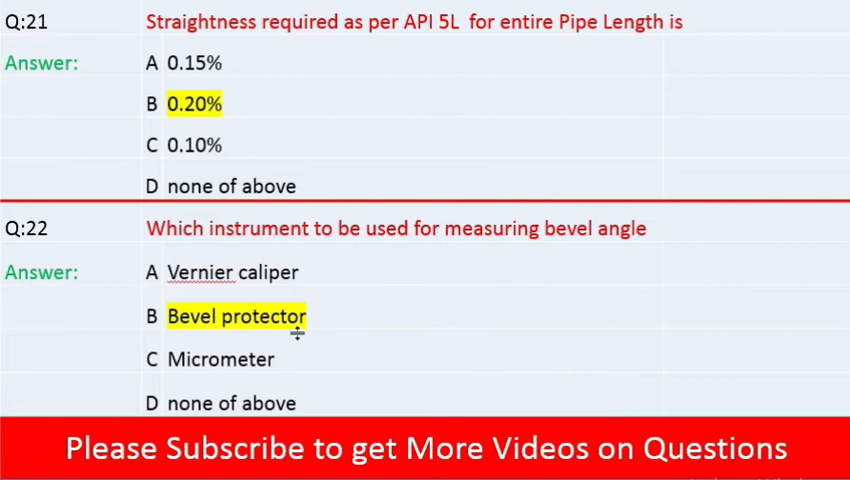 Q:21 Straightness required as per API 5L for entire Pipe Length is
Answer: A 0.15%
B 0.20%
C 0.10%
D none of above
Q:22 Which instrument to be used for measuring bevel angle
Answer: A Vernier caliper
B Bevel protector
C Micrometer
D none of above
Please Subscribe to get More Videos on Questions